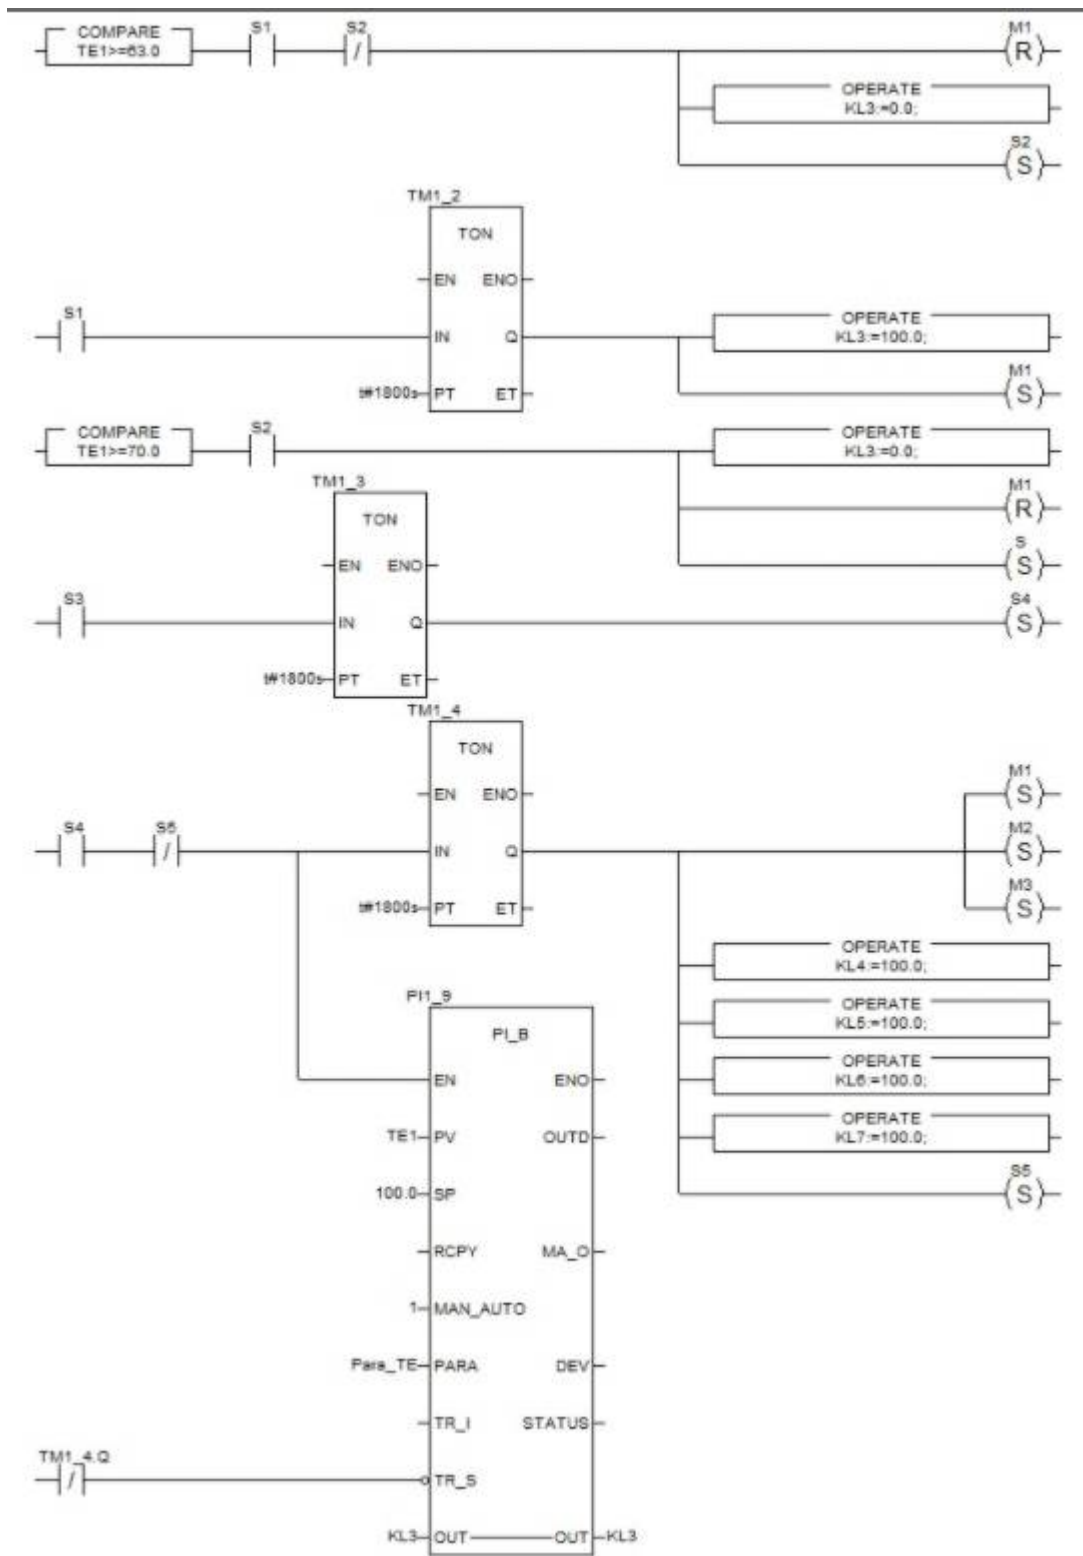 COMPARE
TE1>=63.0
S1
S2
M1
R
OPERATE
KL3:=0.0;
S2
S
TM1_2
TON
EN ENO
S1
IN Q
OPERATE
KL3:=100.0;
t#1800s PT ET
M1
S
COMPARE
TE1>=70.0
S2
OPERATE
KL3:=0.0;
TM1_3
TON
M1
R
EN ENO
S
S
S3
IN Q
S4
S
t#1800s PT ET
TM1_4
TON
EN ENO
M1
S
S4
IN Q
M2
S
t#1800s PT ET
M3
S
OPERATE
KL4:=100.0;
PI1_9
PI_B
OPERATE
KL5:=100.0;
EN ENO
OPERATE
KL6:=100.0;
TE1 PV OUTD
OPERATE
KL7:=100.0;
100.0 SP
S5
S
RCPY MA_O
1 MAN_AUTO
Para_TE PARA DEV
TR_I STATUS
TM1_4.Q
TR_S
KL3 OUT OUT KL3